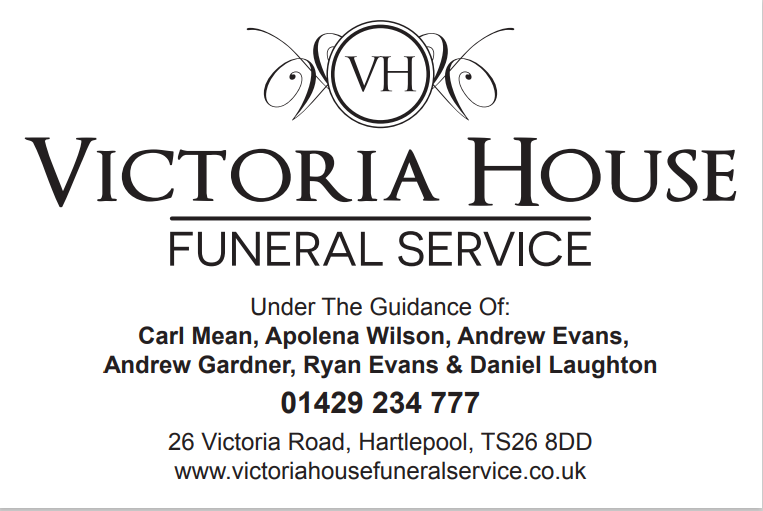 VH
VICTORIA HOUSE
FUNERAL SERVICE
Under The Guidance Of:
Carl Mean, Apolena Wilson, Andrew Evans,
Andrew Gardner, Ryan Evans & Daniel Laughton
01429 234 777
26 Victoria Road, Hartlepool, TS26 8DD
www.victoriahousefuneralservice.co.uk